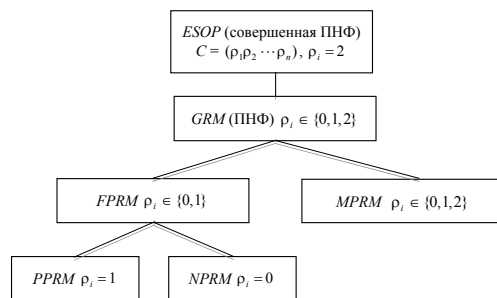 ESOP (совершенная ПНФ)
C = (ρ₁ρ₂ ⋯ρₙ), ρᵢ = 2
GRM (ПНФ) ρᵢ ∈ {0,1,2}
FPRM ρᵢ ∈ {0,1}
MPRM ρᵢ ∈ {0,1,2}
PPRM ρᵢ = 1
NPRM ρᵢ = 0